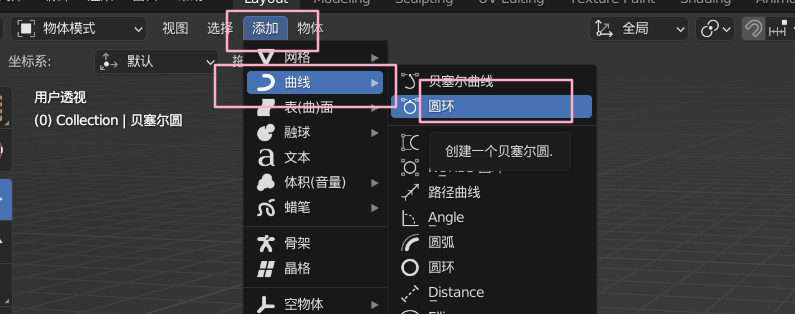 Layout Modeling Sculpting UV Editing Texture Paint Shading Animat
物体模式 视图 选择 添加 物体 全局
坐标系: 默认
用户透视
(0) Collection | 贝塞尔圆
网格
曲线
表(曲)面
融球
文本
体积(音量)
蜡笔
骨架
晶格
空物体
贝塞尔曲线
圆环
创建一个贝塞尔圆.
路径曲线
Angle
圆弧
圆环
Distance